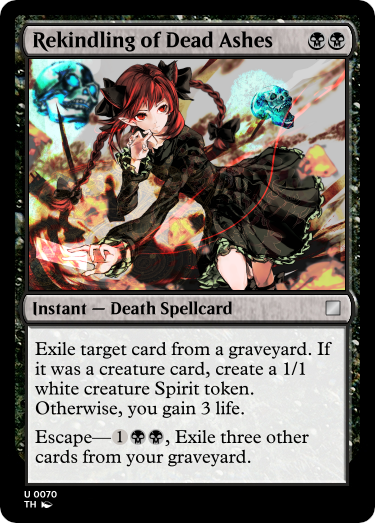 Rekindling of Dead Ashes
Instant — Death Spellcard
Exile target card from a graveyard. If
it was a creature card, create a 1/1
white creature Spirit token.
Otherwise, you gain 3 life.
Escape—1, Exile three other
cards from your graveyard.
U 0070
TH